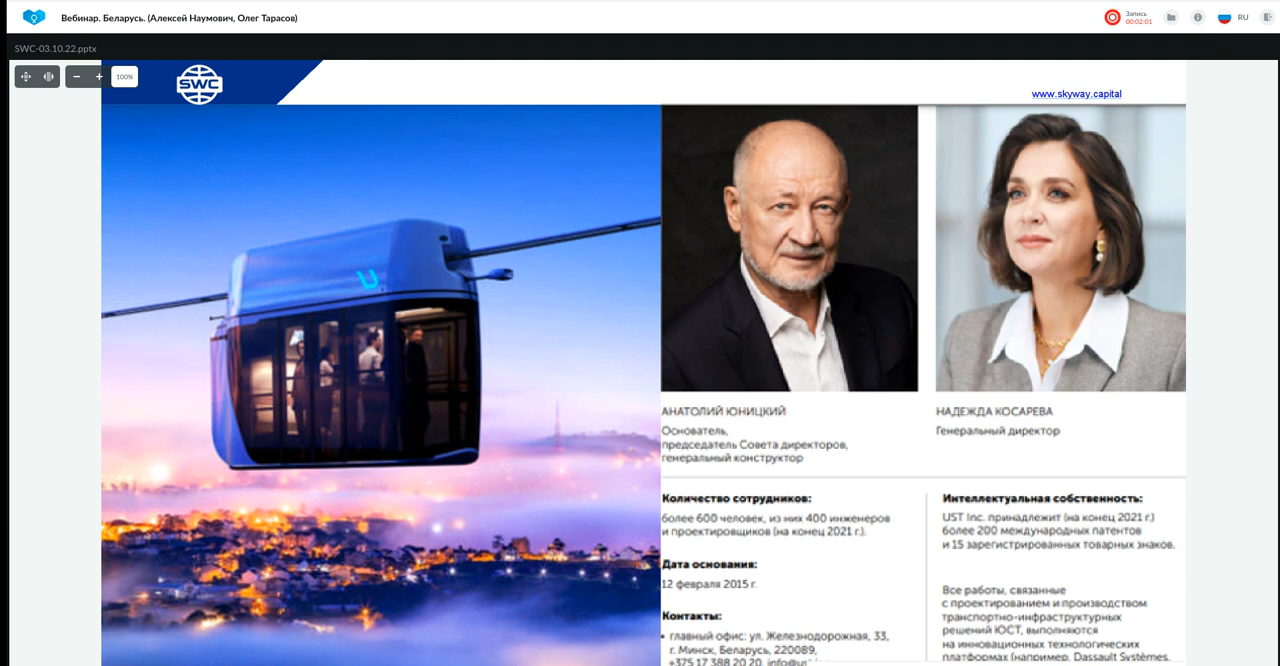 Вебинар. Беларусь. (Алексей Наумович, Олег Тарасов)
Запись
00:02:01
RU
SWC-03.10.22.pptx
100%
SWC
www.skyway.capital
АНАТОЛИЙ ЮНИЦКИЙ
Основатель,
председатель Совета директоров,
генеральный конструктор
НАДЕЖДА КОСАРЕВА
Генеральный директор
Количество сотрудников:
более 600 человек, из них 400 инженеров
и проектировщиков (на конец 2021 г.).
Дата основания:
12 февраля 2015 г.
Контакты:
• главный офис: ул. Железнодорожная, 33,
г. Минск, Беларусь, 220089,
+375 17 388 20 20,
Интеллектуальная собственность:
UST Inc. принадлежит (на конец 2021 г.)
более 200 международных патентов
и 15 зарегистрированных товарных знаков.
Все работы, связанные
с проектированием и производством
транспортно-инфраструктурных
решений ЮСТ, выполняются
на инновационных технологических
платформах (например, Dassault Systèmes,